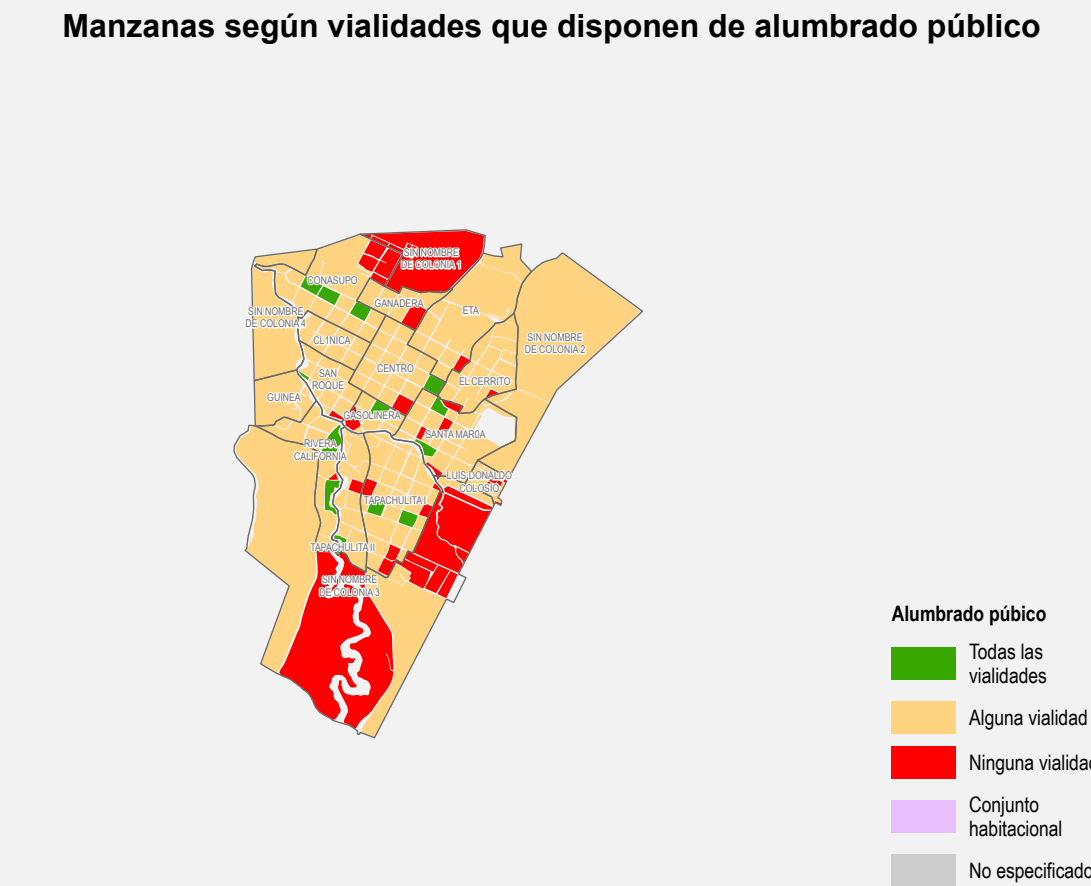 Manzanas según vialidades que disponen de alumbrado público
SIN NOMBRE
DE COLONIA 1
CONASUPO
GANADERA
ETA
SIN NOMBRE
DE COLONIA 4
SIN NOMBRE
DE COLONIA 2
CL1NICA
CENTRO
SAN
ROQUE
EL CERRITO
GUINEA
GASOLINERA
SANTA MAR0A
RIVERA
CALIFORNIA
LUIS DONALDO
COLOSIO
TAPACHULITA I
TAPACHULITA II
SIN NOMBRE
DE COLONIA 3
Alumbrado púbico
Todas las
vialidades
Alguna vialidad
Ninguna vialidad
Conjunto
habitacional
No especificado